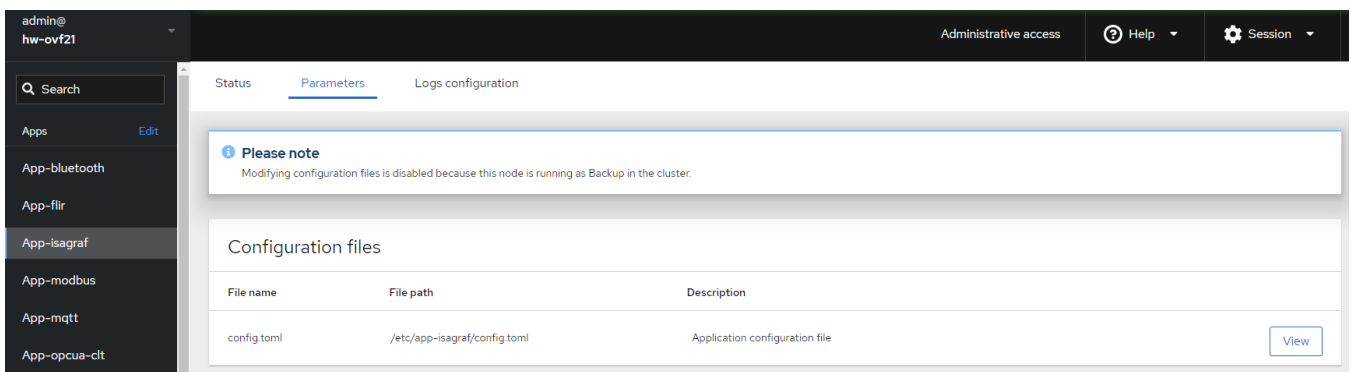 admin@
hw-ovf21
Administrative access
Help
Session
Search
Apps Edit
App-bluetooth
App-flir
App-isagraf
App-modbus
App-mqtt
App-opcua-clt
Status Parameters Logs configuration
Please note
Modifying configuration files is disabled because this node is running as Backup in the cluster.
Configuration files
File name File path Description
config.toml /etc/app-isagraf/config.toml Application configuration file View